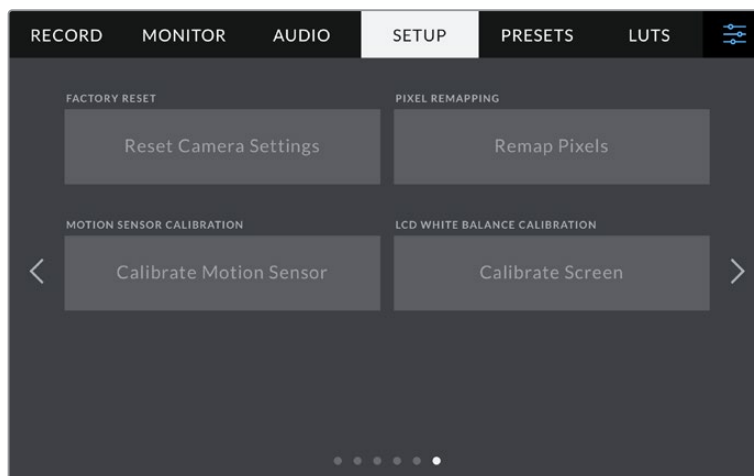 RECORD MONITOR AUDIO SETUP PRESETS LUTS
FACTORY RESET PIXEL REMAPPING
Reset Camera Settings Remap Pixels
MOTION SENSOR CALIBRATION LCD WHITE BALANCE CALIBRATION
Calibrate Motion Sensor Calibrate Screen